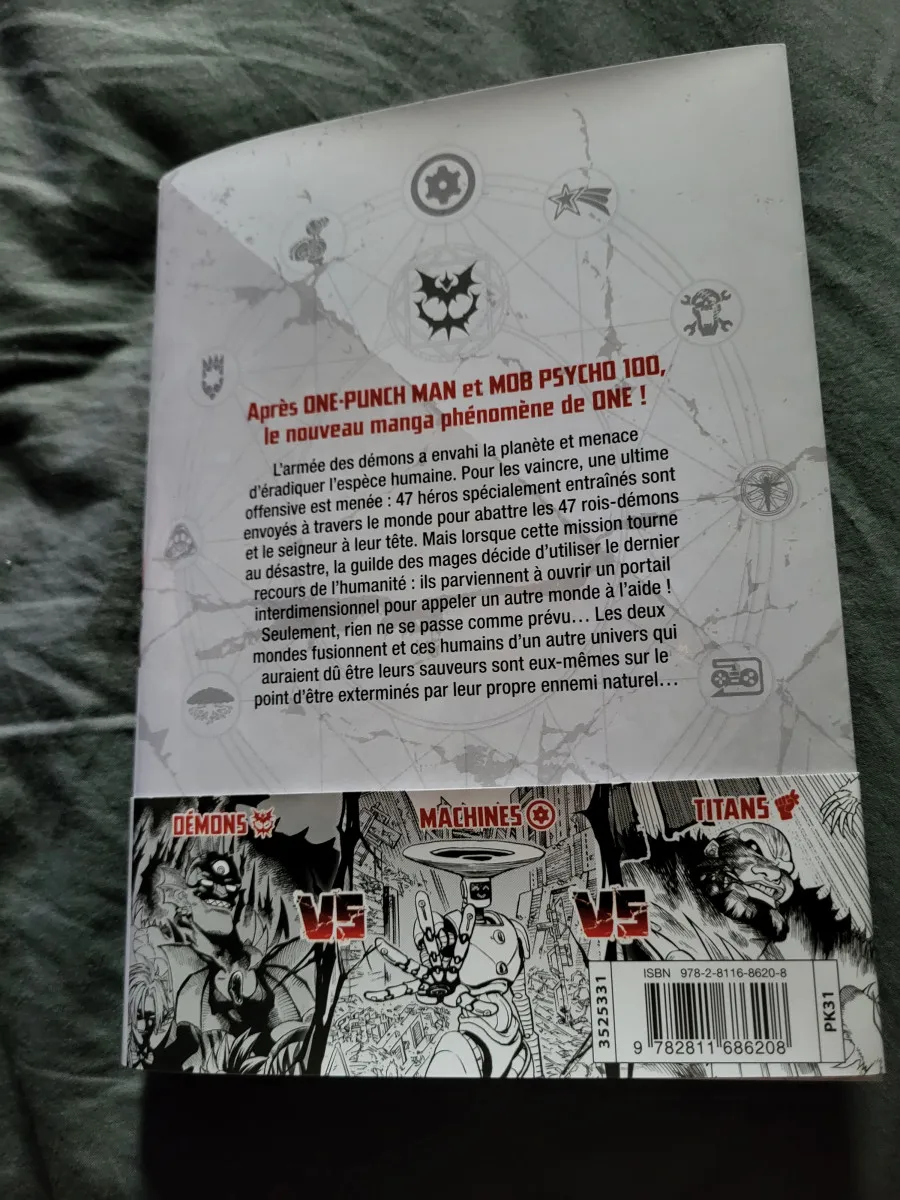 Après ONE-PUNCH MAN et MOB PSYCHO 100,
le nouveau manga phénomène de ONE !
L'armée des démons a envahi la planète et menace
d'éradiquer l'espèce humaine. Pour les vaincre, une ultime
offensive est menée : 47 héros spécialement entraînés sont
envoyés à travers le monde pour abattre les 47 rois-démons
et le seigneur à leur tête. Mais lorsque cette mission tourne
au désastre, la guilde des mages décide d'utiliser le dernier
recours de l'humanité : ils parviennent à ouvrir un portail
interdimensionnel pour appeler un autre monde à l'aide !
Seulement, rien ne se passe comme prévu... Les deux
mondes fusionnent et ces humains d'un autre univers qui
auraient dû être leurs sauveurs sont eux-mêmes sur le
point d'être exterminés par leur propre ennemi naturel...
DÉMONS
MACHINES
TITANS
VS
VS
3525331
ISBN 978-2-8116-8620-8
9 782811 686208
PK31